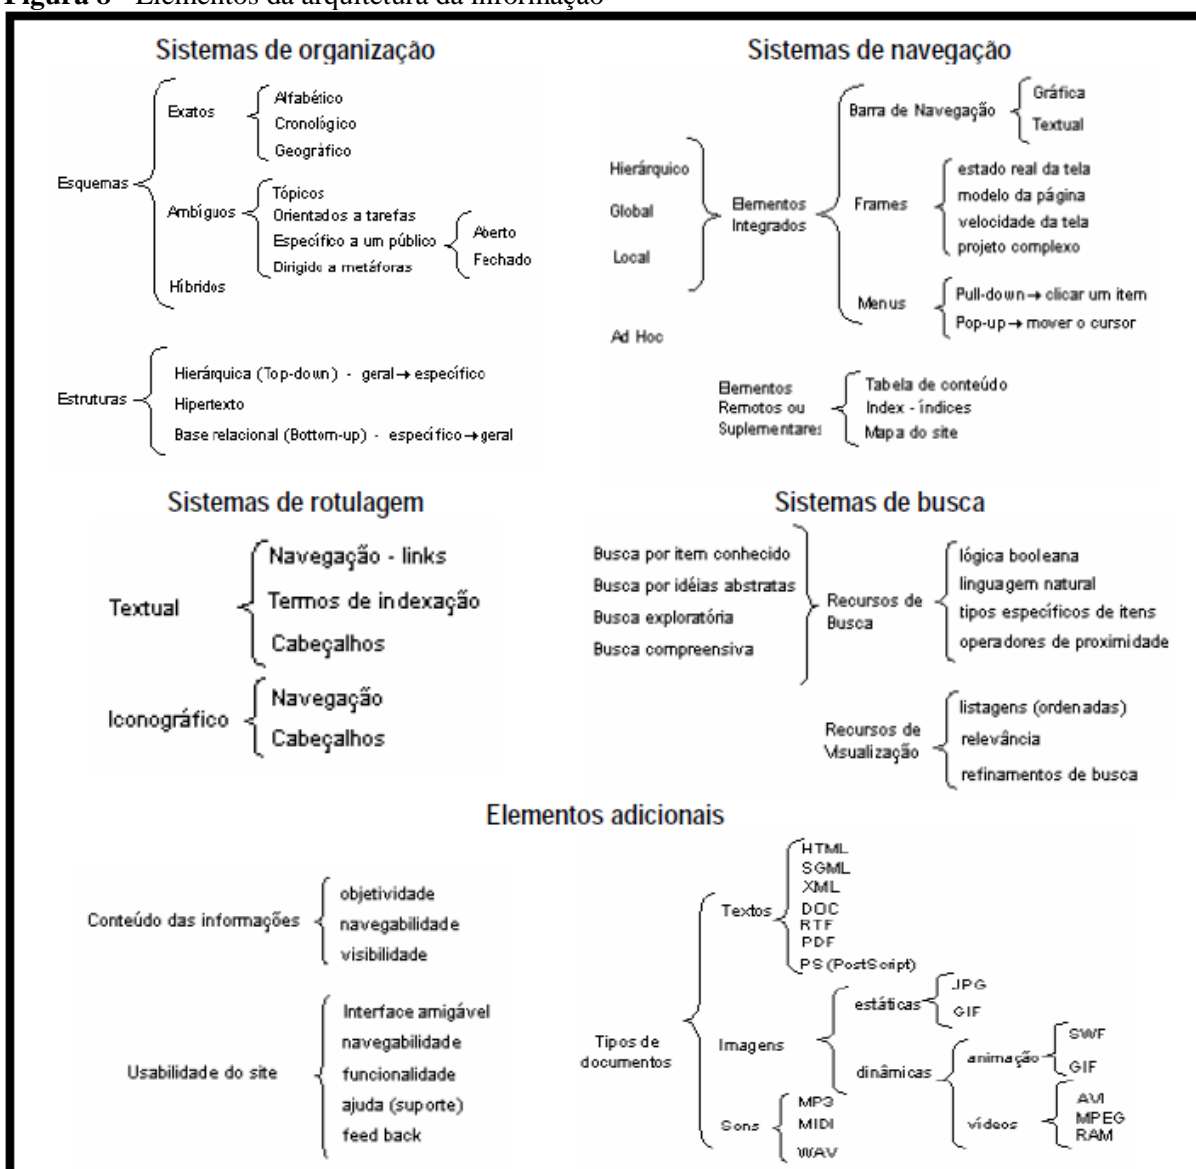 Figura 8 - Elementos da arquitetura da informação
Sistemas de organização
Esquemas
Exatos
Alfabético
Cronológico
Geográfico
Ambíguos
Tópicos
Orientados a tarefas
Específico a um público
Aberto
Fechado
Dirigido a metáforas
Híbridos
Estruturas
Hierárquica (Top-down) - geral→específico
Hipertexto
Base relacional (Bottom-up) - específico→geral
Sistemas de navegação
Hierárquico
Global
Local
Ad Hoc
Elementos
Integrados
Barra de Navegação
Gráfica
Textual
Frames
estado real da tela
modelo da página
velocidade da tela
projeto complexo
Menus
Pull-down→clicar um item
Pop-up→mover o cursor
Elementos
Remotos ou
Suplementares
Tabela de conteúdo
Index - índices
Mapa do site
Sistemas de rotulagem
Textual
Navegação - links
Termos de indexação
Cabeçalhos
Iconográfico
Navegação
Cabeçalhos
Sistemas de busca
Busca por item conhecido
Busca por idéias abstratas
Busca exploratória
Busca compreensiva
Recursos de
Busca
lógica booleana
linguagem natural
tipos específicos de itens
operadores de proximidade
Recursos de
Visualização
listagens (ordenadas)
relevância
refinamentos de busca
Elementos adicionais
Conteúdo das informações
objetividade
navegabilidade
visibilidade
Usabilidade do site
Interface amigável
navegabilidade
funcionalidade
ajuda (suporte)
feed back
Tipos de
documentos
Textos
HTML
SGML
XML
DOC
RTF
PDF
PS (PostScript)
Imagens
estáticas
JPG
GIF
dinâmicas
animação
SWF
GIF
vídeos
AVI
MPEG
RAM
Sons
MP3
MIDI
WAV